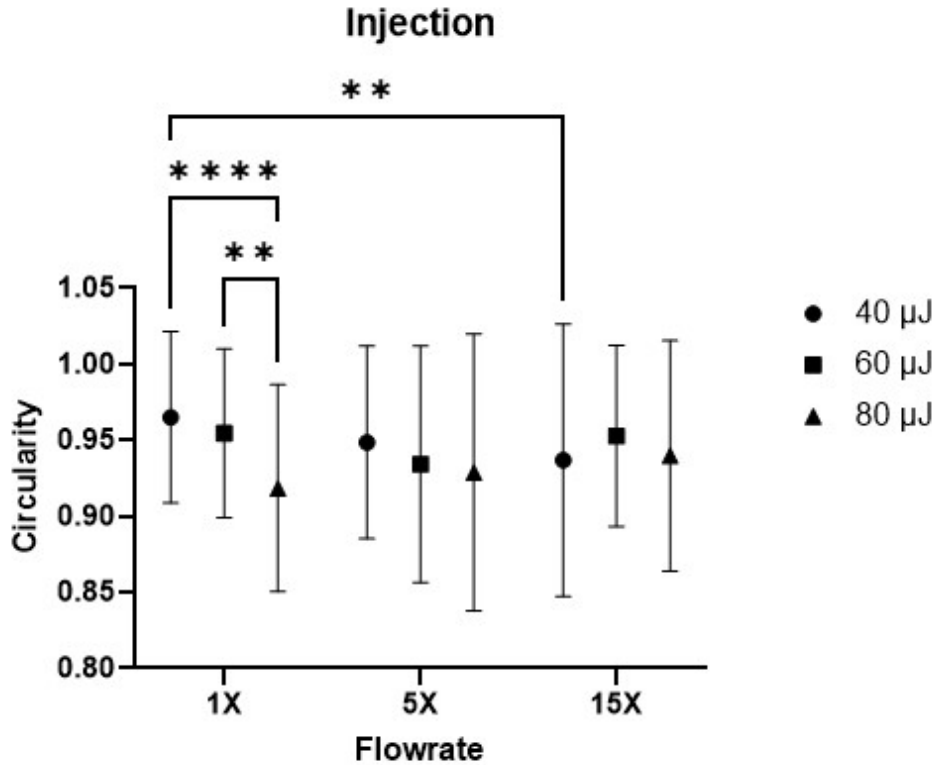 Injection
**
****
**
1.05
1.00
0.95
0.90
0.85
0.80
Circularity
1X
5X
15X
Flowrate
40 µJ
60 µJ
80 µJ